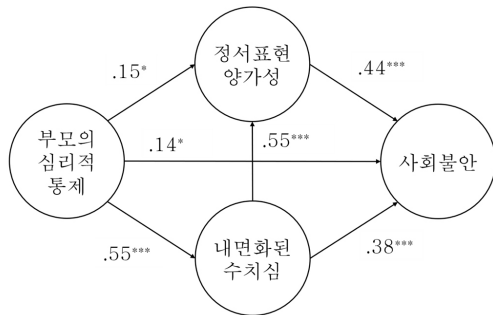 정서표현
양가성
.15*
.44***
부모의
심리적
통제
.14*
.55***
사회불안
.55***
내면화된
수치심
.38***